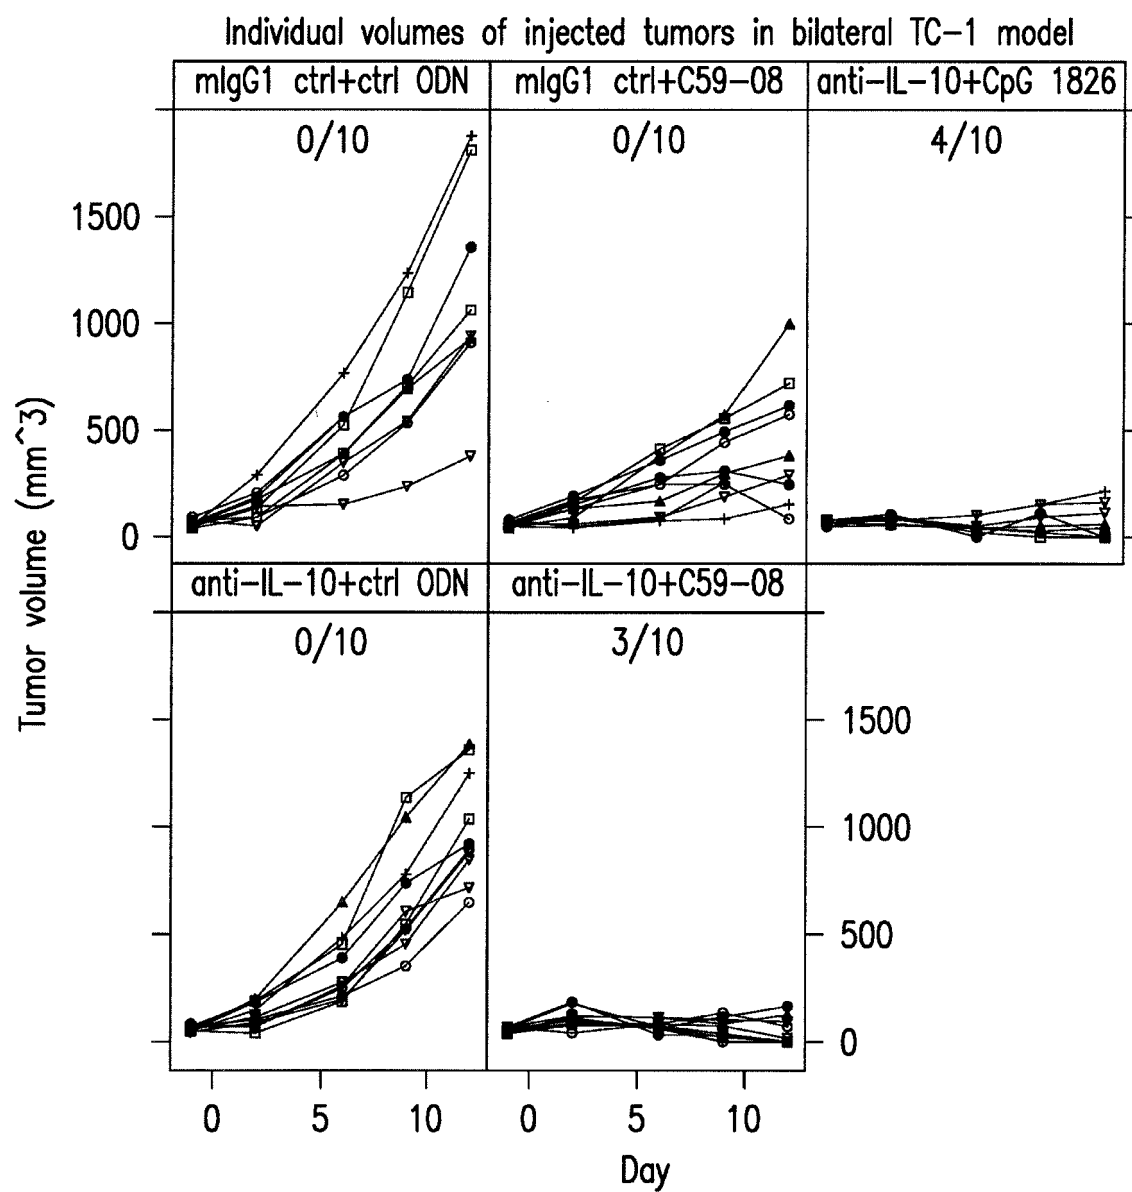 Individual volumes of injected tumors in bilateral TC-1 model
mIgG1 ctrl+ctrl ODN
mIgG1 ctrl+C59-08
anti-IL-10+CpG 1826
0/10
0/10
4/10
1500
1000
500
0
Tumor volume (mm^3)
anti-IL-10+ctrl ODN
anti-IL-10+C59-08
0/10
3/10
1500
1000
500
0
0 5 10
0 5 10
Day